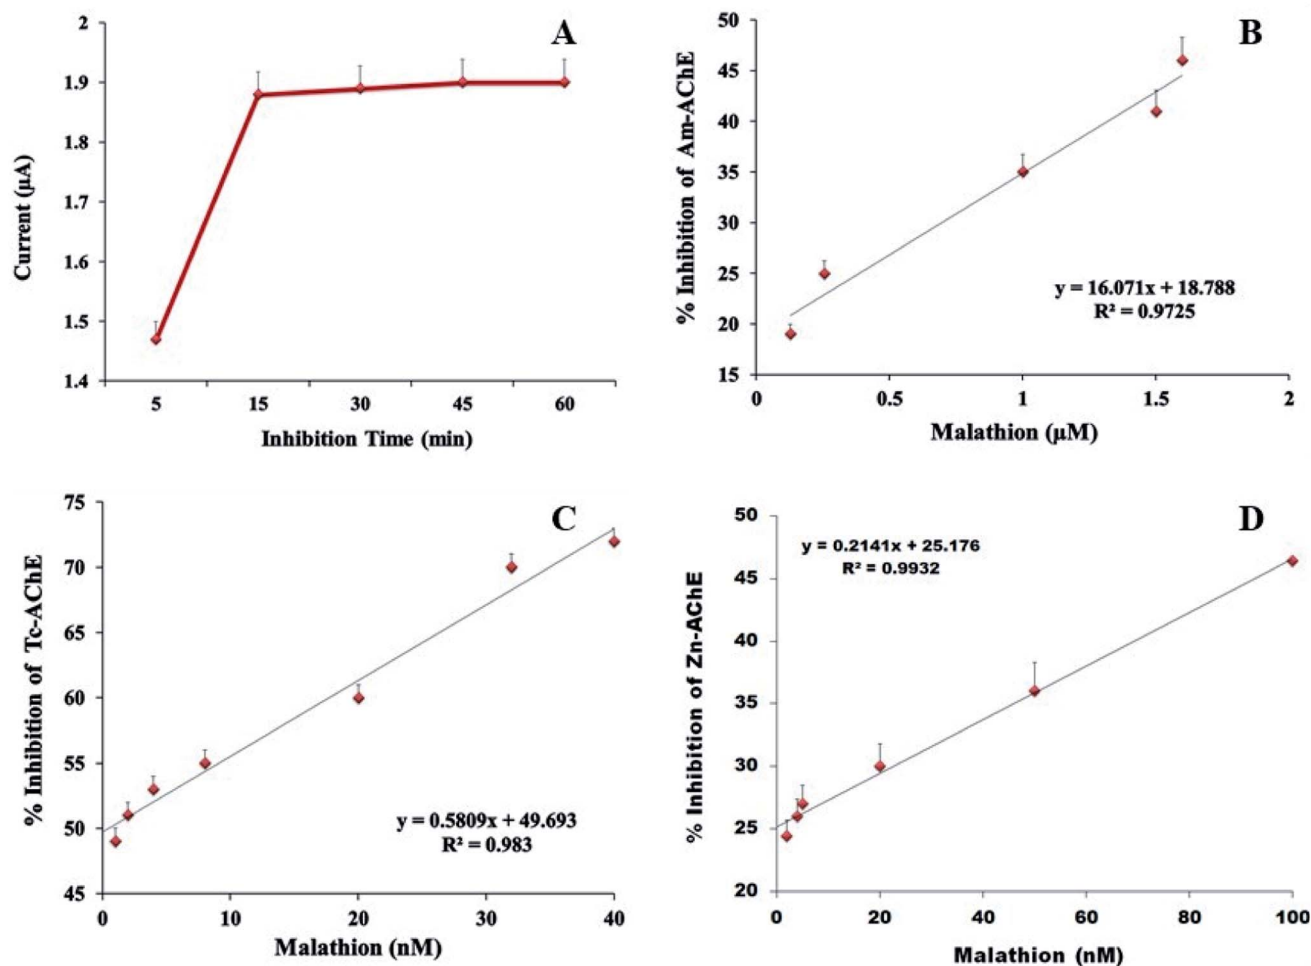 A
2
1.9
1.8
1.7
1.6
1.5
1.4
Current (µA)
5 15 30 45 60
Inhibition Time (min)
B
50
45
40
35
30
25
20
15
% Inhibition of Am-AChE
y = 16.071x + 18.788
R² = 0.9725
0 0.5 1 1.5 2
Malathion (µM)
C
75
70
65
60
55
50
45
% Inhibition of Tc-AChE
y = 0.5809x + 49.693
R² = 0.983
0 10 20 30 40
Malathion (nM)
D
50
45
40
35
30
25
20
% Inhibition of Zn-AChE
y = 0.2141x + 25.176
R² = 0.9932
0 20 40 60 80 100
Malathion (nM)